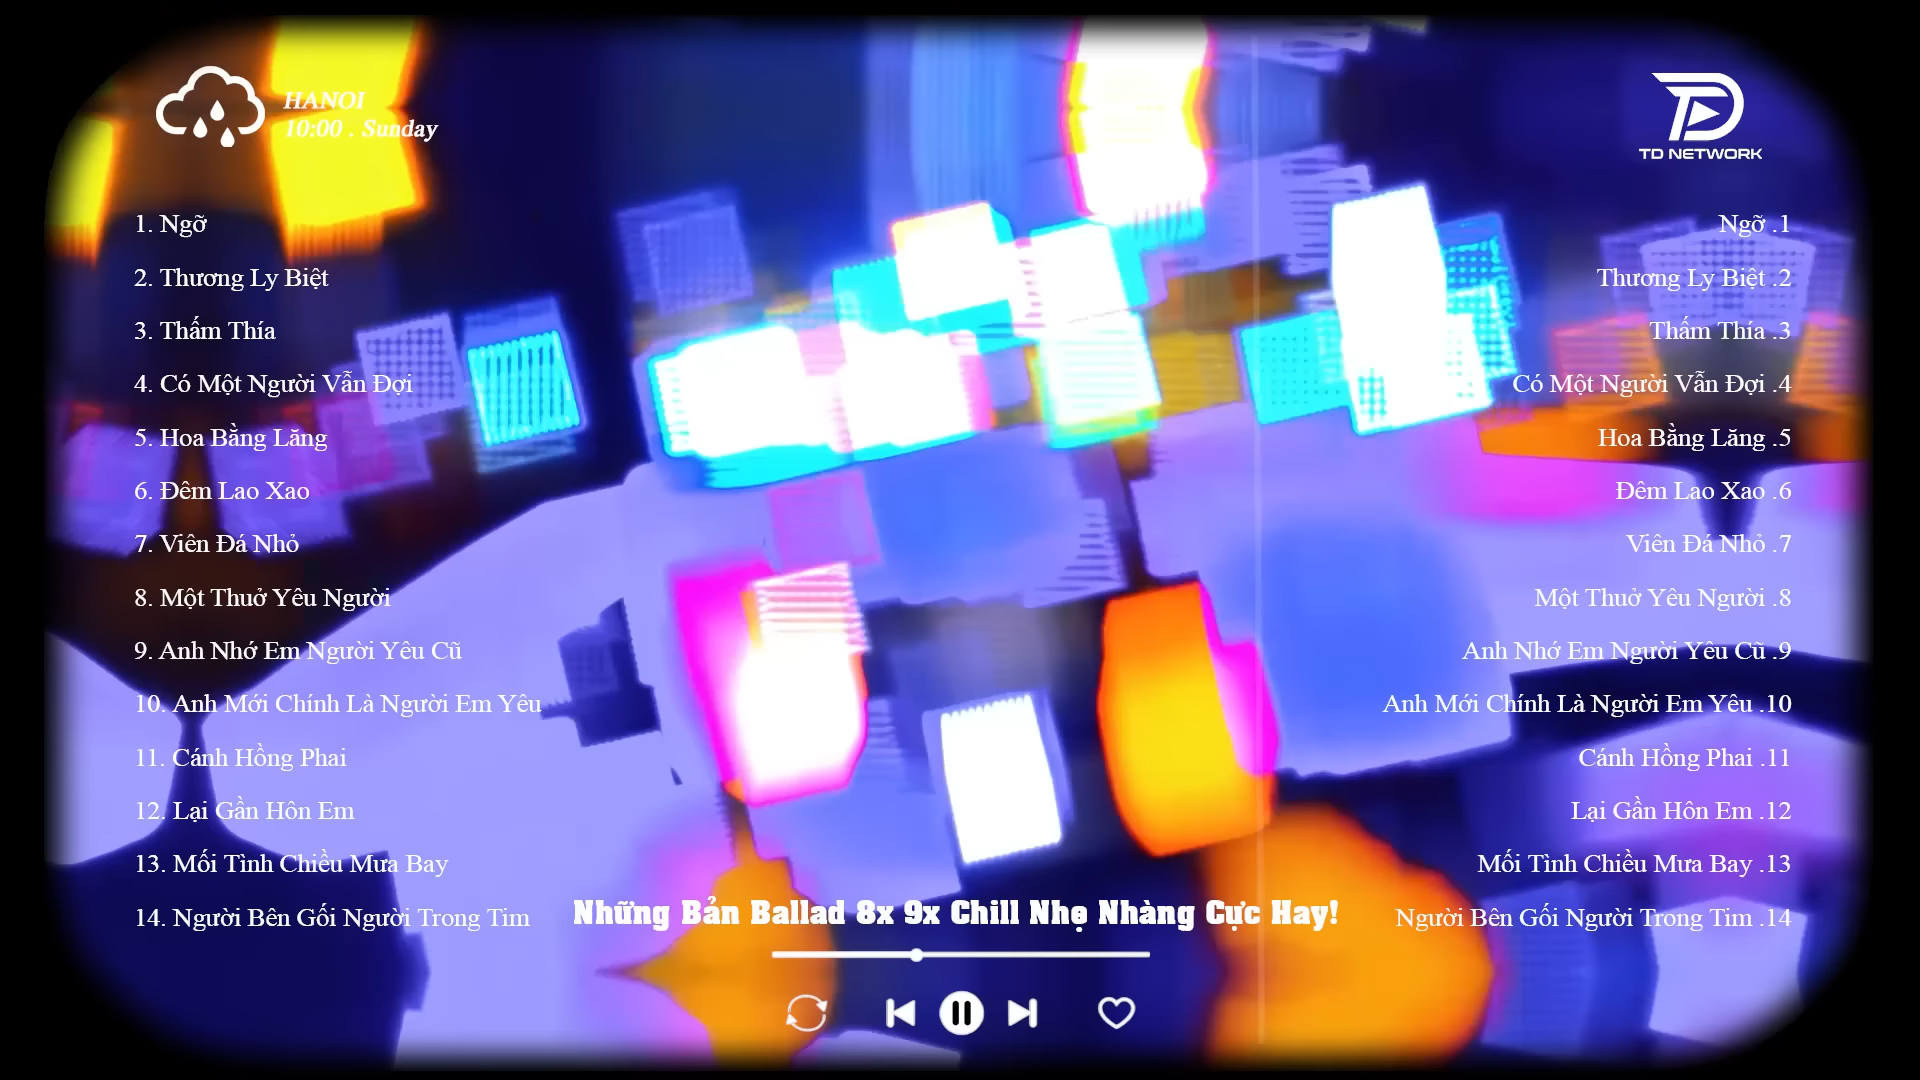 HANOI
10:00 . Sunday
TD NETWORK
1. Ngỡ
2. Thương Ly Biệt
3. Thấm Thía
4. Có Một Người Vẫn Đợi
5. Hoa Bằng Lăng
6. Đêm Lao Xao
7. Viên Đá Nhỏ
8. Một Thuở Yêu Người
9. Anh Nhớ Em Người Yêu Cũ
10. Anh Mới Chính Là Người Em Yêu
11. Cánh Hồng Phai
12. Lại Gần Hôn Em
13. Mối Tình Chiều Mưa Bay
14. Người Bên Gối Người Trong Tim
Ngỡ .1
Thương Ly Biệt .2
Thấm Thía .3
Có Một Người Vẫn Đợi .4
Hoa Bằng Lăng .5
Đêm Lao Xao .6
Viên Đá Nhỏ .7
Một Thuở Yêu Người .8
Anh Nhớ Em Người Yêu Cũ .9
Anh Mới Chính Là Người Em Yêu .10
Cánh Hồng Phai .11
Lại Gần Hôn Em .12
Mối Tình Chiều Mưa Bay .13
Người Bên Gối Người Trong Tim .14
Những Bản Ballad 8x 9x Chill Nhẹ Nhàng Cực Hay!